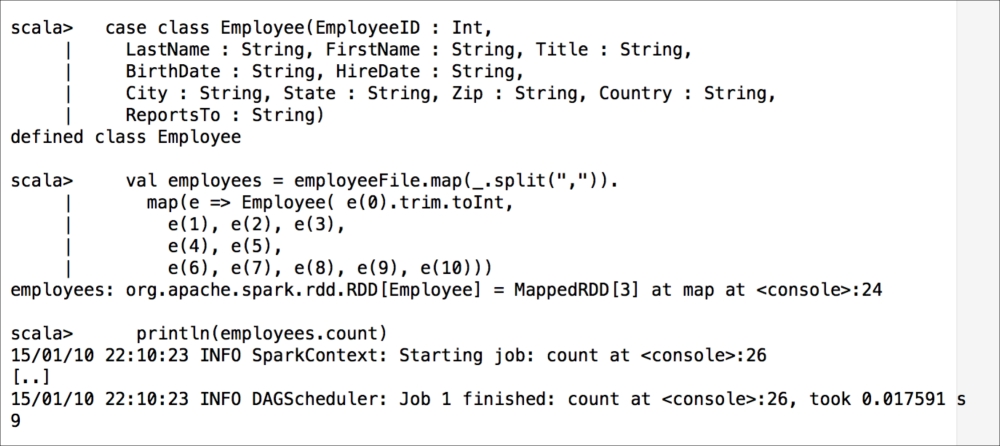 scala>   case class Employee(EmployeeID : Int,
     |     LastName : String, FirstName : String, Title : String,
     |     BirthDate : String, HireDate : String,
     |     City : String, State : String, Zip : String, Country : String,
     |     ReportsTo : String)
defined class Employee
scala>     val employees = employeeFile.map(_.split(",")).
     |       map(e => Employee( e(0).trim.toInt,
     |         e(1), e(2), e(3),
     |         e(4), e(5),
     |         e(6), e(7), e(8), e(9), e(10)))
employees: org.apache.spark.rdd.RDD[Employee] = MappedRDD[3] at map at <console>:24
scala>      println(employees.count)
15/01/10 22:10:23 INFO SparkContext: Starting job: count at <console>:26
[..]
15/01/10 22:10:23 INFO DAGScheduler: Job 1 finished: count at <console>:26, took 0.017591 s
9